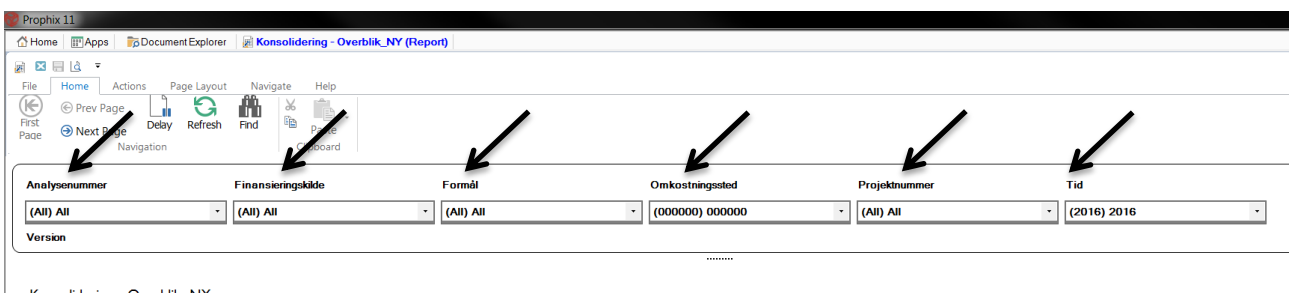 Prophix 11
Home Apps Document Explorer Konsolidering - Overblik_NY (Report)
File Home Actions Page Layout Navigate Help
First Page
Prev Page
Next Page
Delay Refresh Find
Paste
Navigation Clipboard
Analysenummer Finansieringskilde Formål Omkostningssted Projektnummer Tid
(All) All (All) All (All) All (000000) 000000 (All) All (2016) 2016
Version